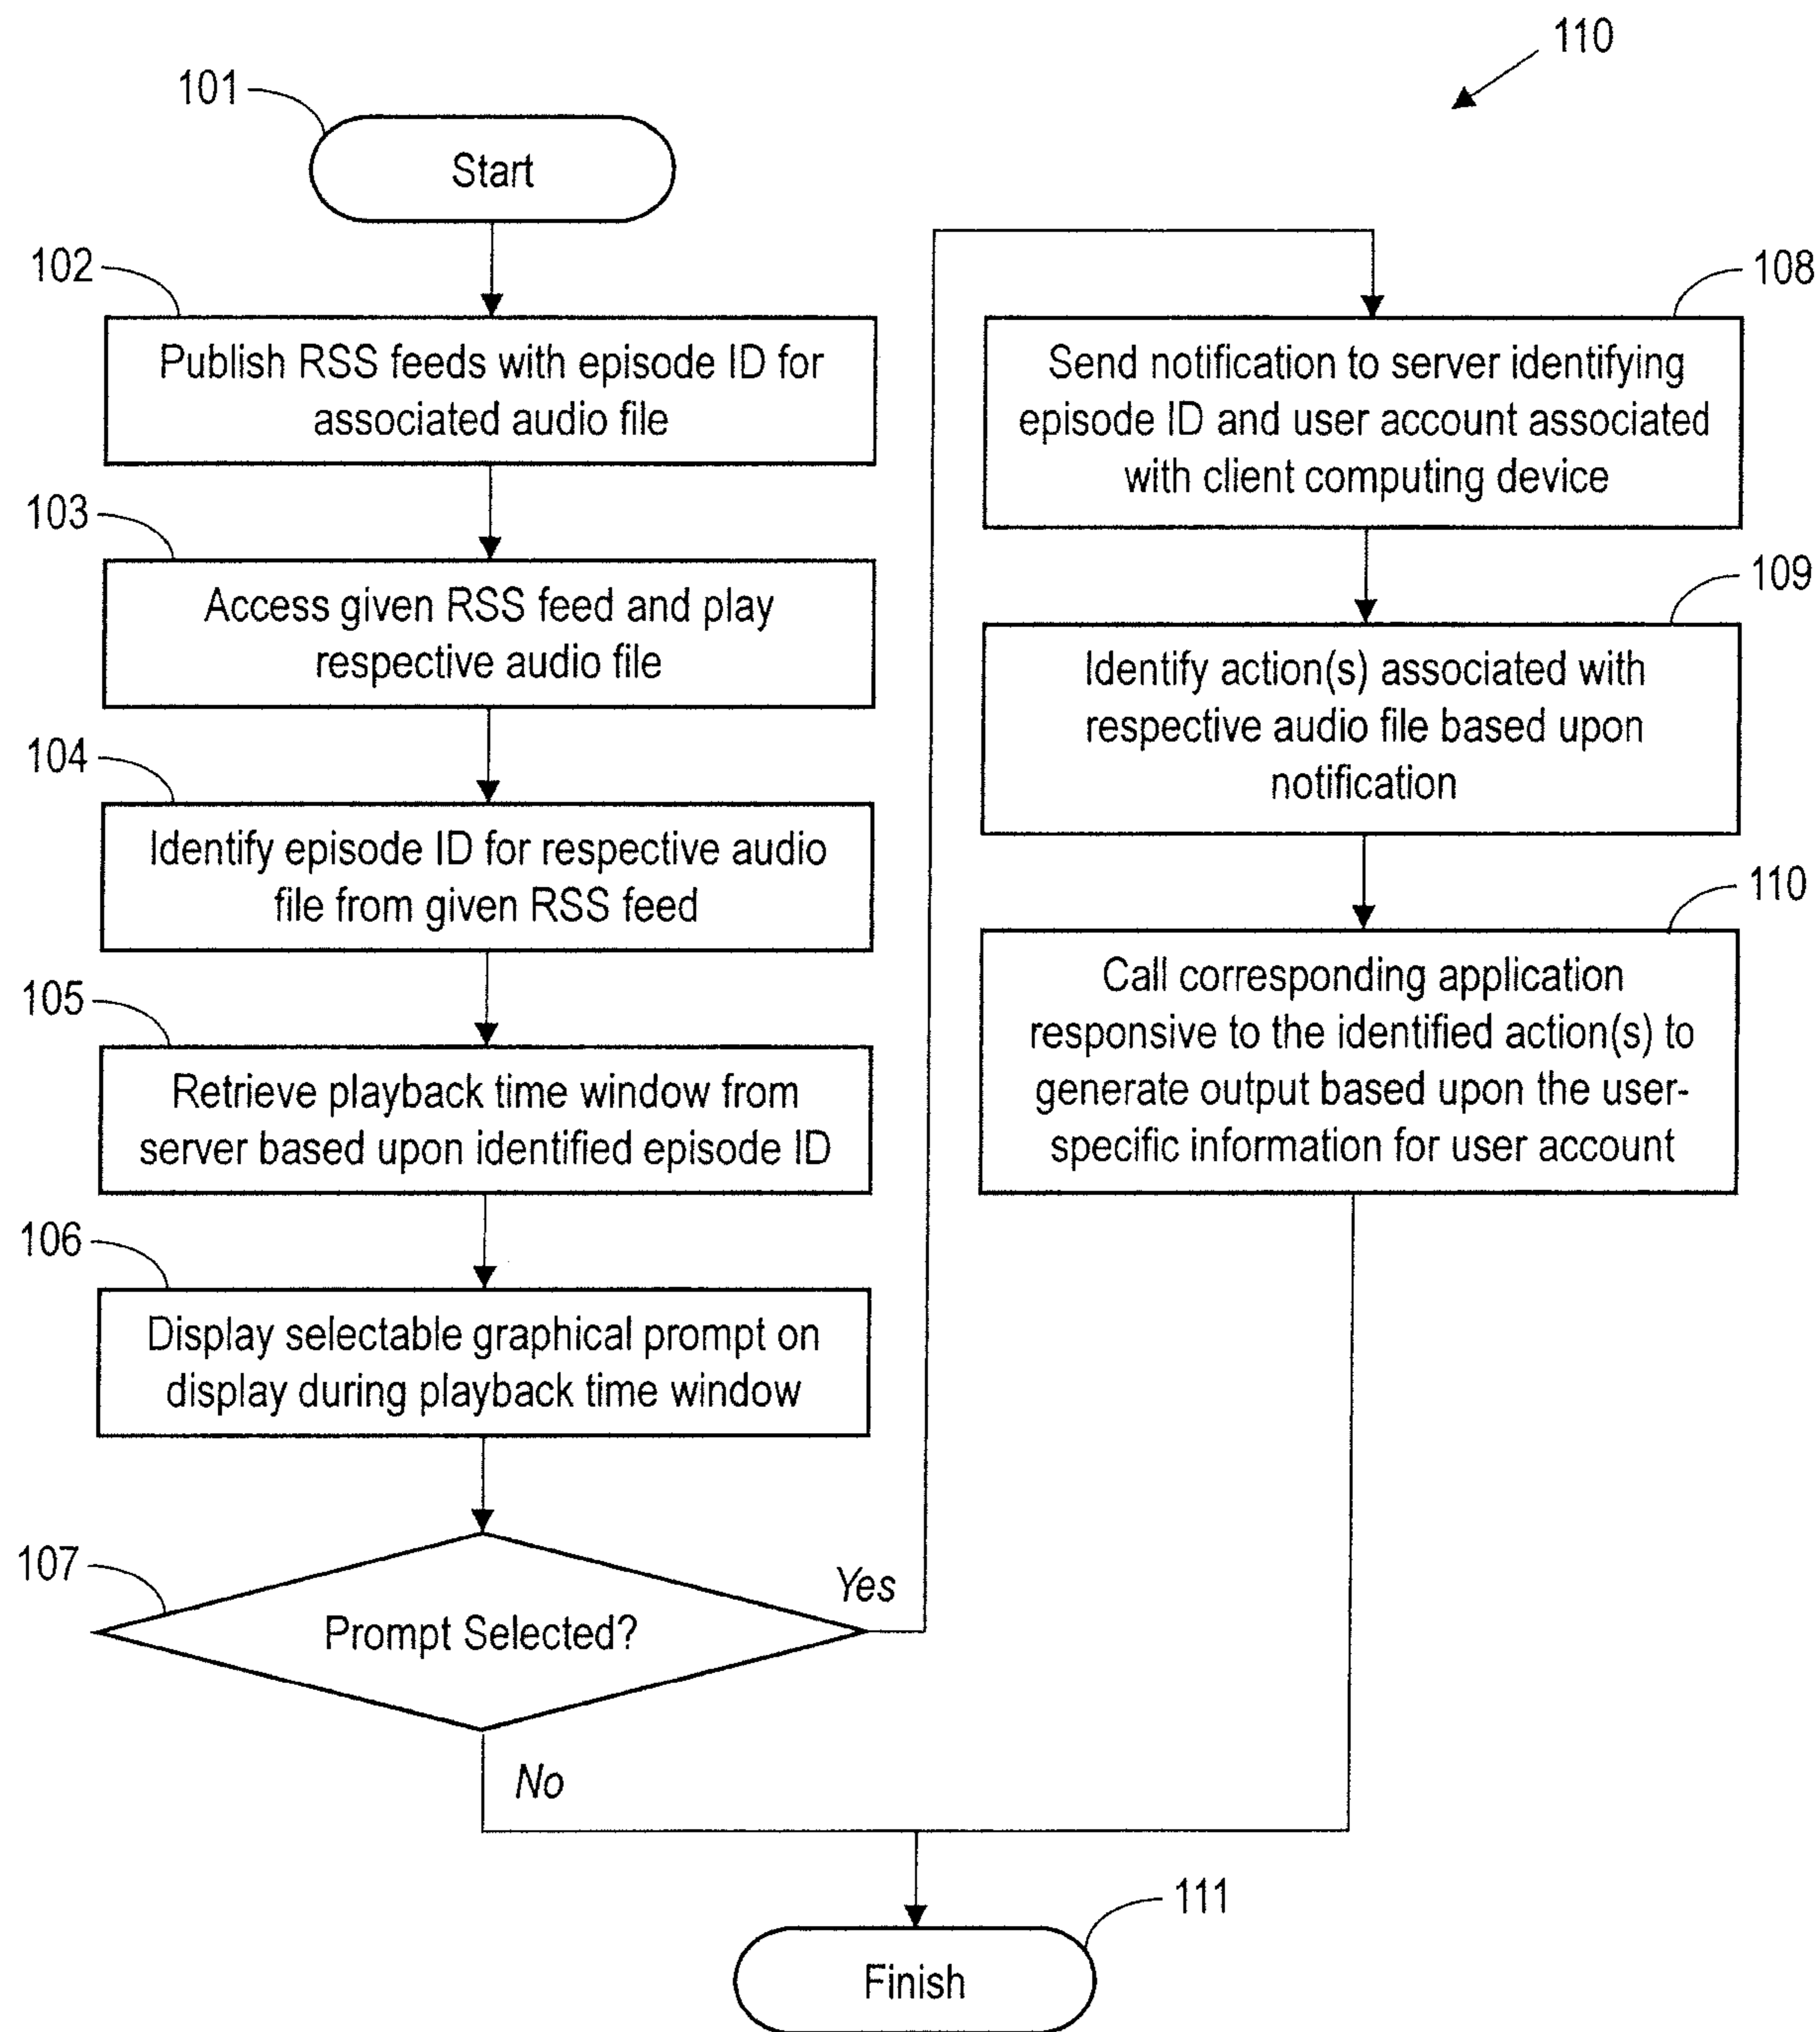 110
101
Start
102
Publish RSS feeds with episode ID for
associated audio file
103
Access given RSS feed and play
respective audio file
104
Identify episode ID for respective audio
file from given RSS feed
105
Retrieve playback time window from
server based upon identified episode ID
106
Display selectable graphical prompt on
display during playback time window
107
Prompt Selected?
Yes
No
108
Send notification to server identifying
episode ID and user account associated
with client computing device
109
Identify action(s) associated with
respective audio file based upon
notification
110
Call corresponding application
responsive to the identified action(s) to
generate output based upon the user-
specific information for user account
111
Finish